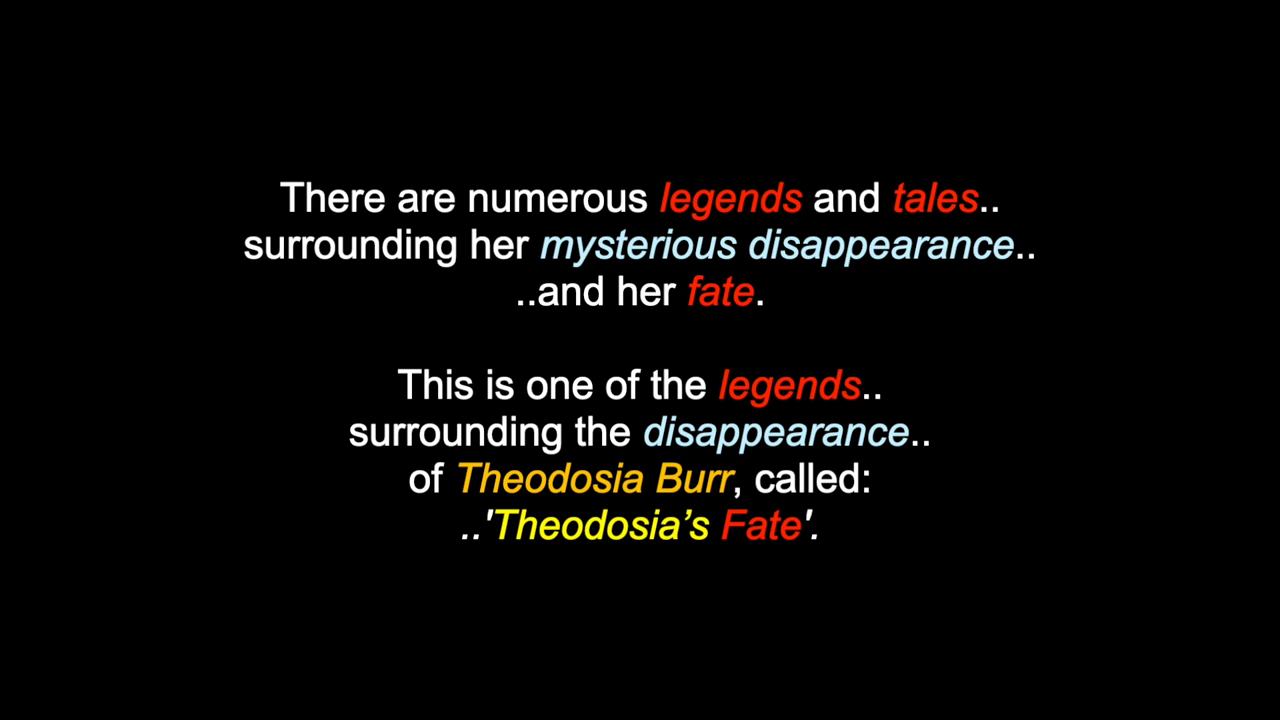 There are numerous legends and tales..
surrounding her mysterious disappearance..
..and her fate.
This is one of the legends..
surrounding the disappearance..
of Theodosia Burr, called:
..'Theodosia’s Fate'.